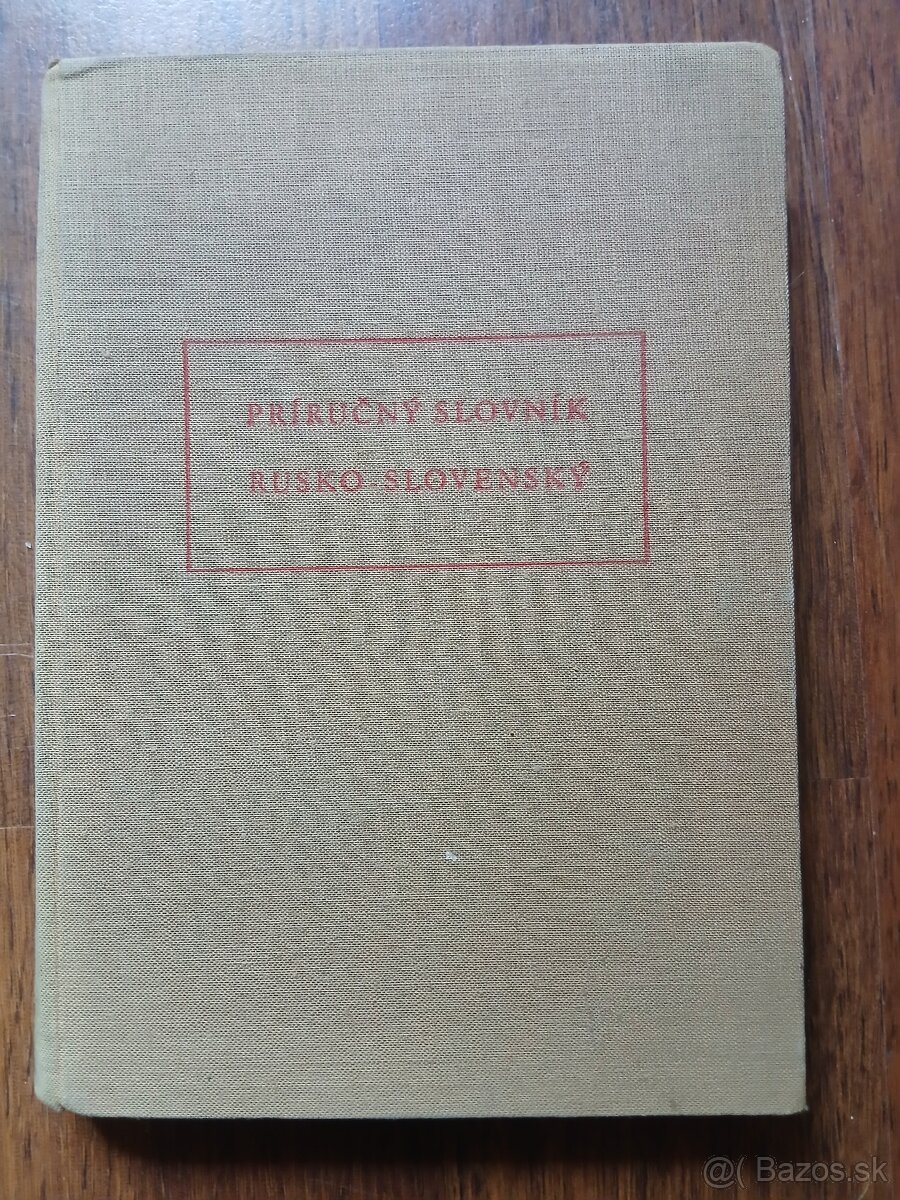 PRÍRUČNÝ SLOVNÍK
RUSKO SLOVENSKÝ
@( Bazos.sk